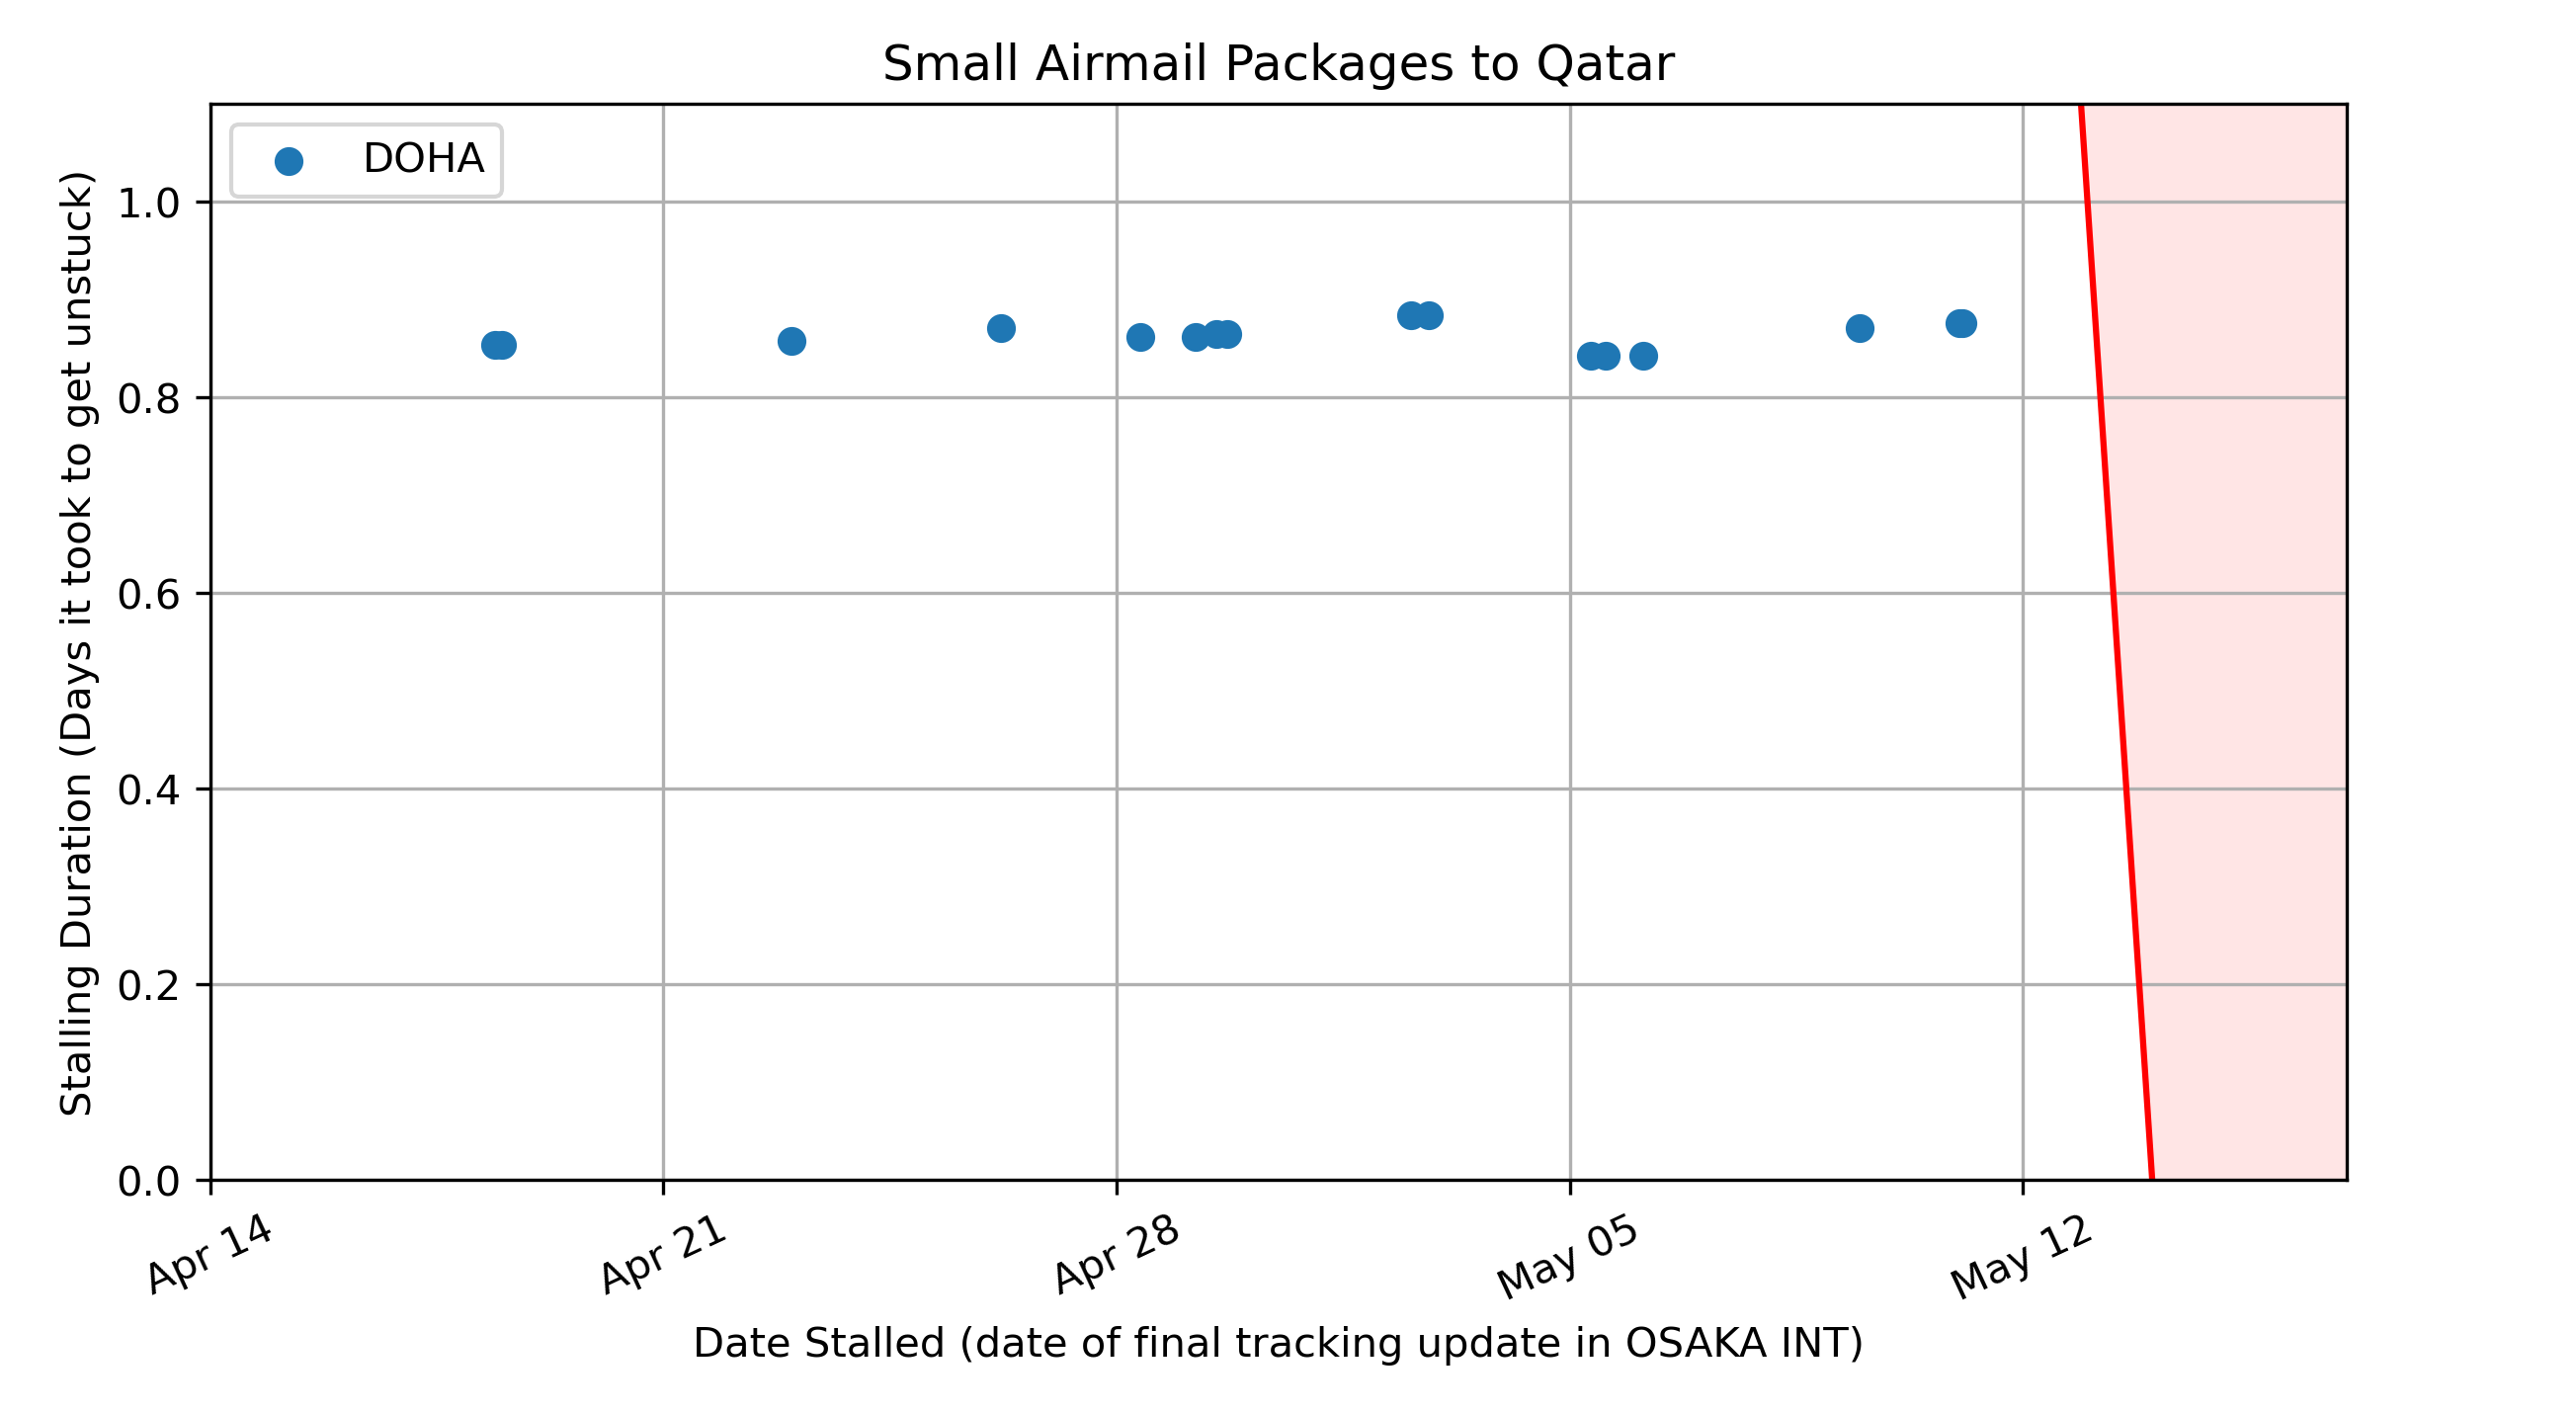 Small Airmail Packages to Qatar
DOHA
Stalling Duration (Days it took to get unstuck)
1.0
0.8
0.6
0.4
0.2
0.0
Apr 14
Apr 21
Apr 28
May 05
May 12
Date Stalled (date of final tracking update in OSAKA INT)